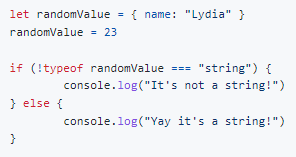 let randomValue = { name: "Lydia" }
randomValue = 23

if (!typeof randomValue === "string") {
        console.log("It's not a string!")
} else {
        console.log("Yay it's a string!")
}